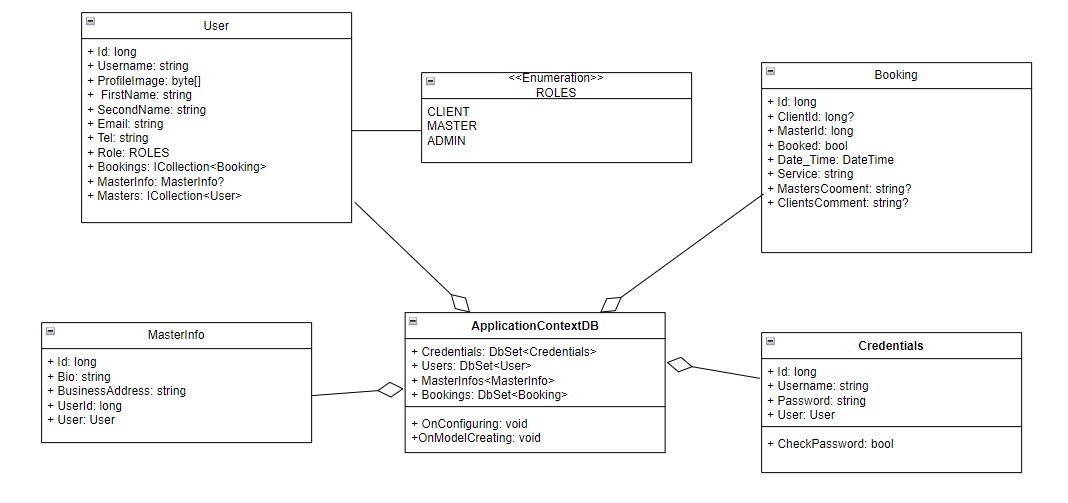 User
+ Id: long
+ Username: string
+ ProfileImage: byte[]
+ FirstName: string
+ SecondName: string
+ Email: string
+ Tel: string
+ Role: ROLES
+ Bookings: ICollection<Booking>
+ MasterInfo: MasterInfo?
+ Masters: ICollection<User>
<<Enumeration>>
ROLES
CLIENT
MASTER
ADMIN
Booking
+ Id: long
+ ClientId: long?
+ MasterId: long
+ Booked: bool
+ Date_Time: DateTime
+ Service: string
+ MastersCooment: string?
+ ClientsComment: string?
MasterInfo
+ Id: long
+ Bio: string
+ BusinessAddress: string
+ UserId: long
+ User: User
ApplicationContextDB
+ Credentials: DbSet<Credentials>
+ Users: DbSet<User>
+ MasterInfos<MasterInfo>
+ Bookings: DbSet<Booking>
+ OnConfiguring: void
+OnModelCreating: void
Credentials
+ Id: long
+ Username: string
+ Password: string
+ User: User
+ CheckPassword: bool